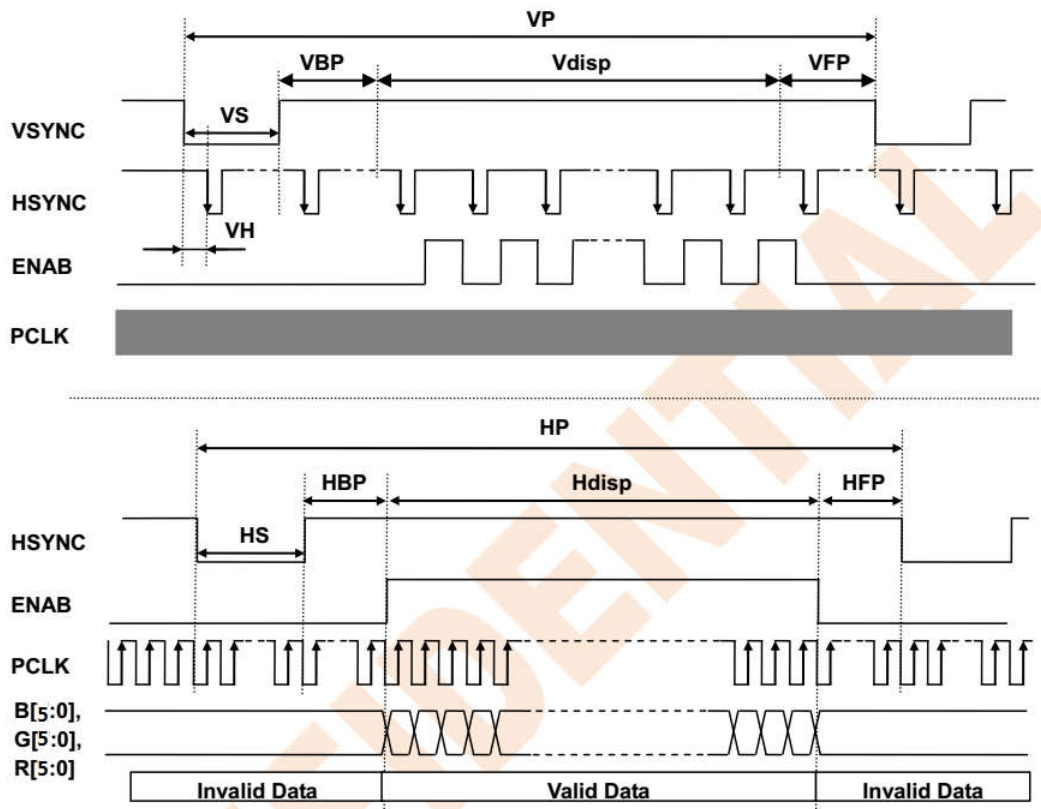 VP
VBP
Vdisp
VFP
VSYNC
VS
HSYNC
VH
ENAB
PCLK
HP
HBP
Hdisp
HFP
HSYNC
HS
ENAB
PCLK
B[5:0],
G[5:0],
R[5:0]
Invalid Data
Valid Data
Invalid Data